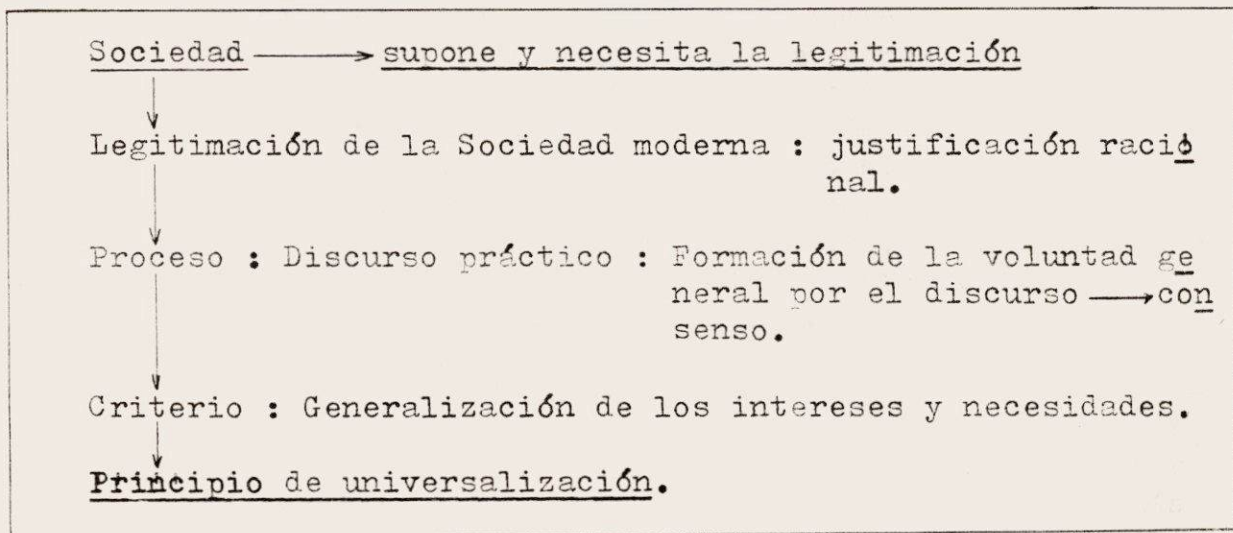 Sociedad ⟶ supone y necesita la legitimación
Legitimación de la Sociedad moderna : justificación racio
nal.
Proceso : Discurso práctico : Formación de la voluntad ge
neral por el discurso ⟶ con
senso.
Criterio : Generalización de los intereses y necesidades.
Principio de universalización.